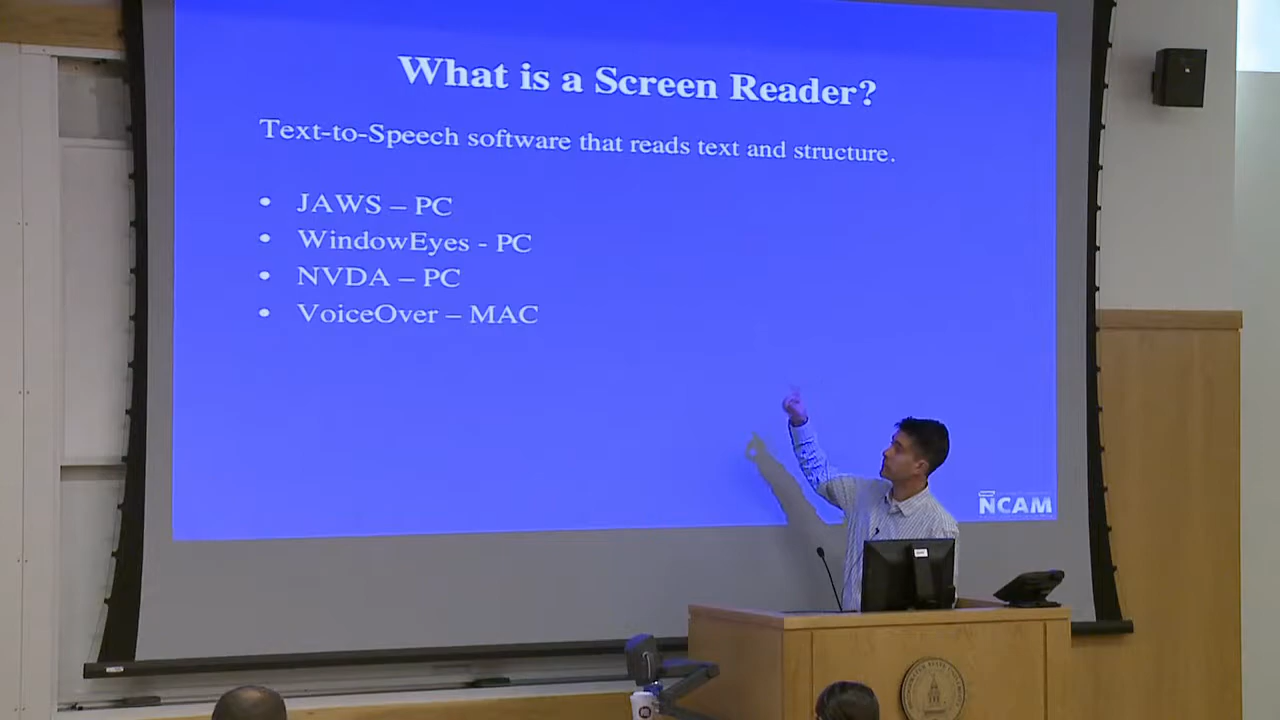 What is a Screen Reader?
Text-to-Speech software that reads text and structure.
• JAWS – PC
• WindowEyes - PC
• NVDA – PC
• VoiceOver – MAC
NCAM